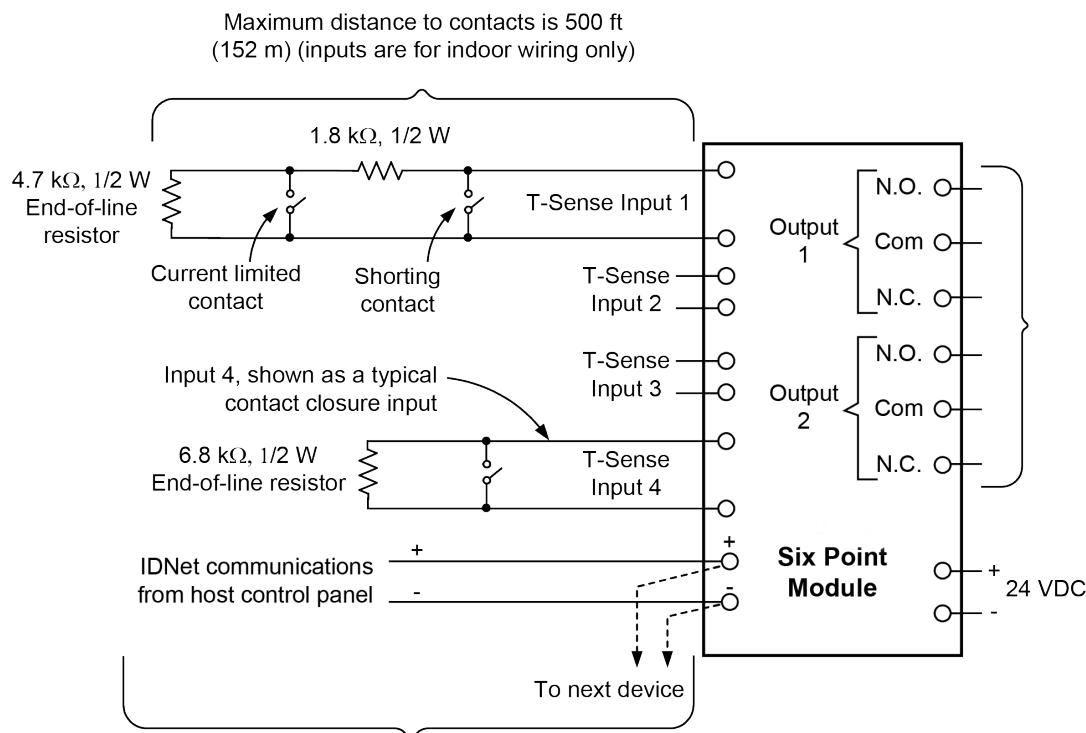 Maximum distance to contacts is 500 ft
(152 m) (inputs are for indoor wiring only)
1.8 kΩ, 1/2 W
4.7 kΩ, 1/2 W
End-of-line
resistor
Current limited
contact
Shorting
contact
T-Sense Input 1
T-Sense
Input 2
T-Sense
Input 3
Input 4, shown as a typical
contact closure input
6.8 kΩ, 1/2 W
End-of-line resistor
T-Sense
Input 4
IDNet communications
from host control panel
+
-
+
-
To next device
Output
1
N.O.
Com
N.C.
Output
2
N.O.
Com
N.C.
Six Point
Module
+
-
24 VDC